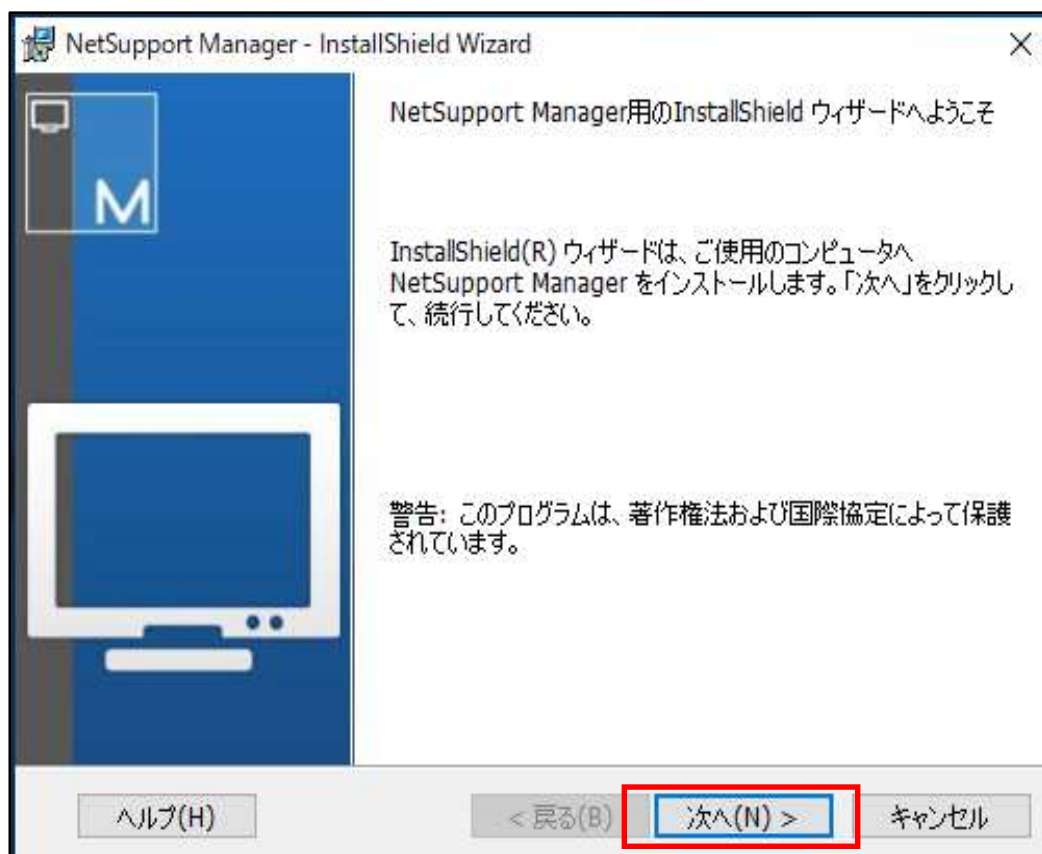 NetSupport Manager - InstallShield Wizard
M
NetSupport Manager用のInstallShield ウィザードへようこそ
InstallShield(R) ウィザードは、ご使用のコンピュータへ
NetSupport Manager をインストールします。「次へ」をクリックし
て、続行してください。
警告: このプログラムは、著作権法および国際協定によって保護
されています。
ヘルプ(H)
< 戻る(B)
次へ(N) >
キャンセル